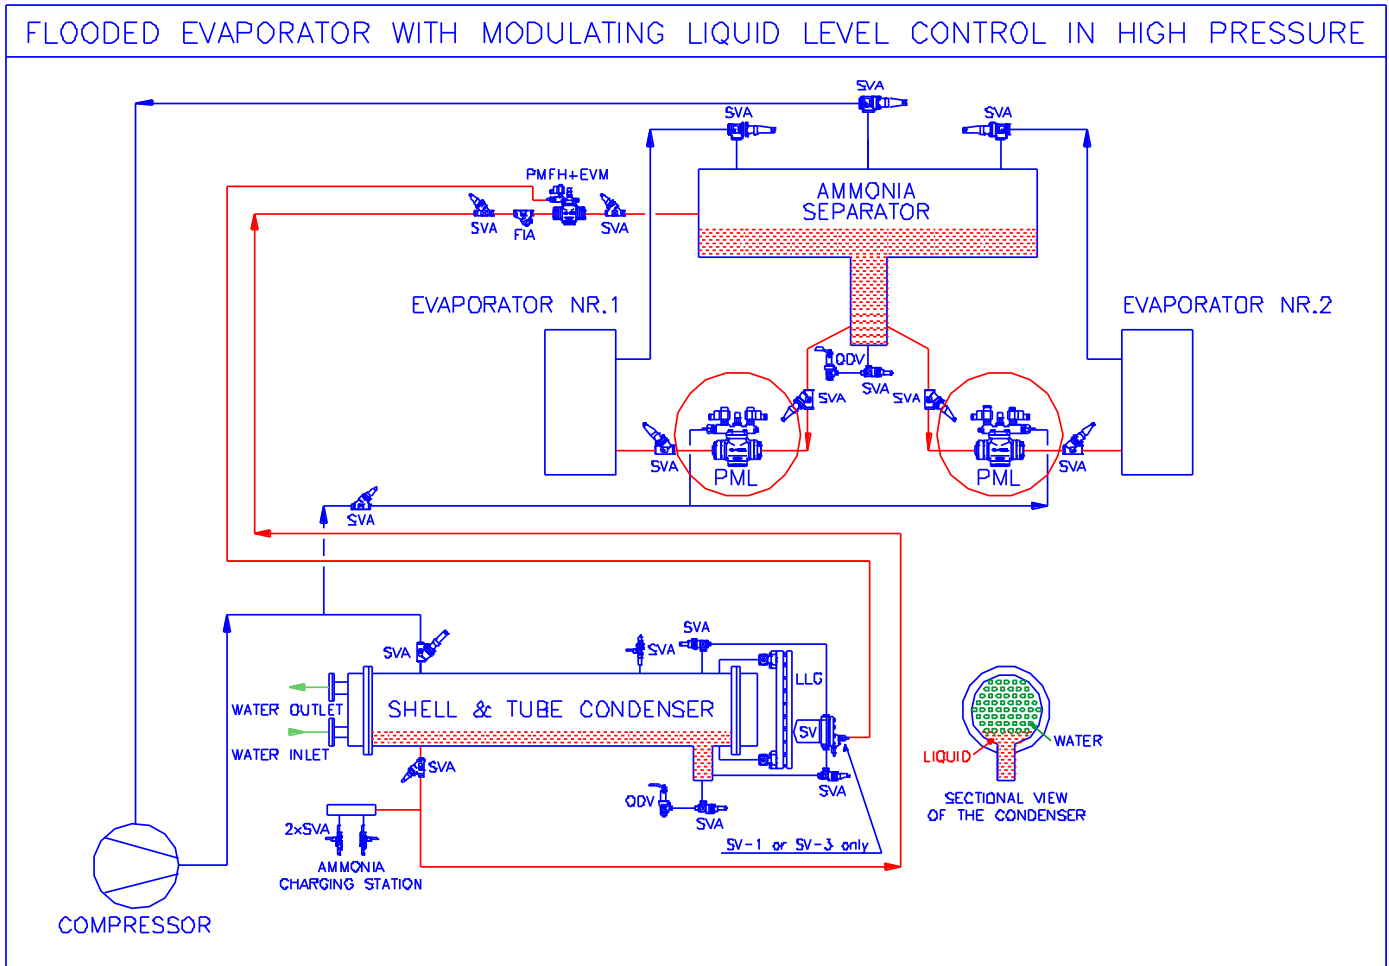 FLOODED EVAPORATOR WITH MODULATING LIQUID LEVEL CONTROL IN HIGH PRESSURE
SVA
SVA
SVA
PMFH+EVM
AMMONIA
SEPARATOR
SVA
FIA
SVA
EVAPORATOR NR.1
EVAPORATOR NR.2
QDV
SVA
SVA
SVA
SVA
SVA
PML
PML
SVA
SVA
SVA
SVA
SVA
LLG
WATER OUTLET
SHELL & TUBE CONDENSER
SV
WATER INLET
SVA
SVA
LIQUID
WATER
QDV
SVA
SECTIONAL VIEW
OF THE CONDENSER
2xSVA
SV-1 or SV-3 only
AMMONIA
CHARGING STATION
COMPRESSOR